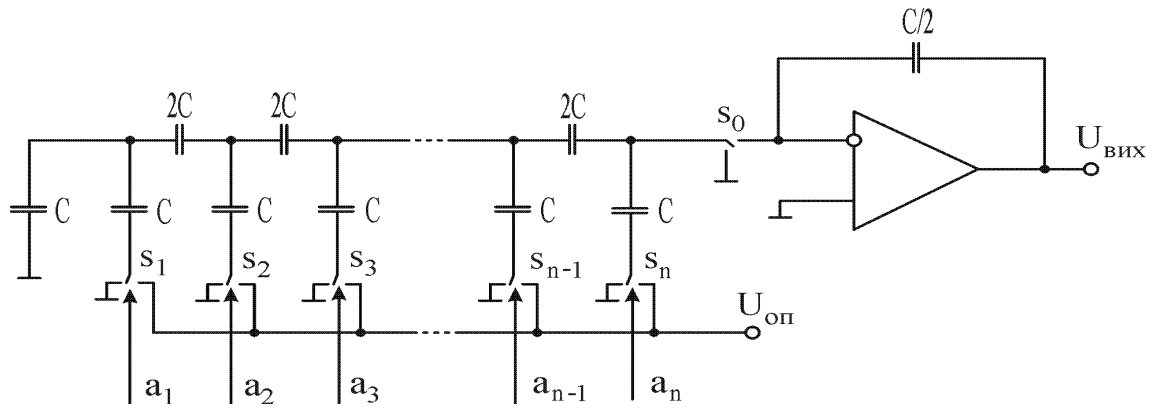 C/2
2C 2C 2C s₀
Uвих
C C C C C C
s₁ s₂ s₃ sₙ₋₁ sₙ
Uоп
a₁ a₂ a₃ aₙ₋₁ aₙ